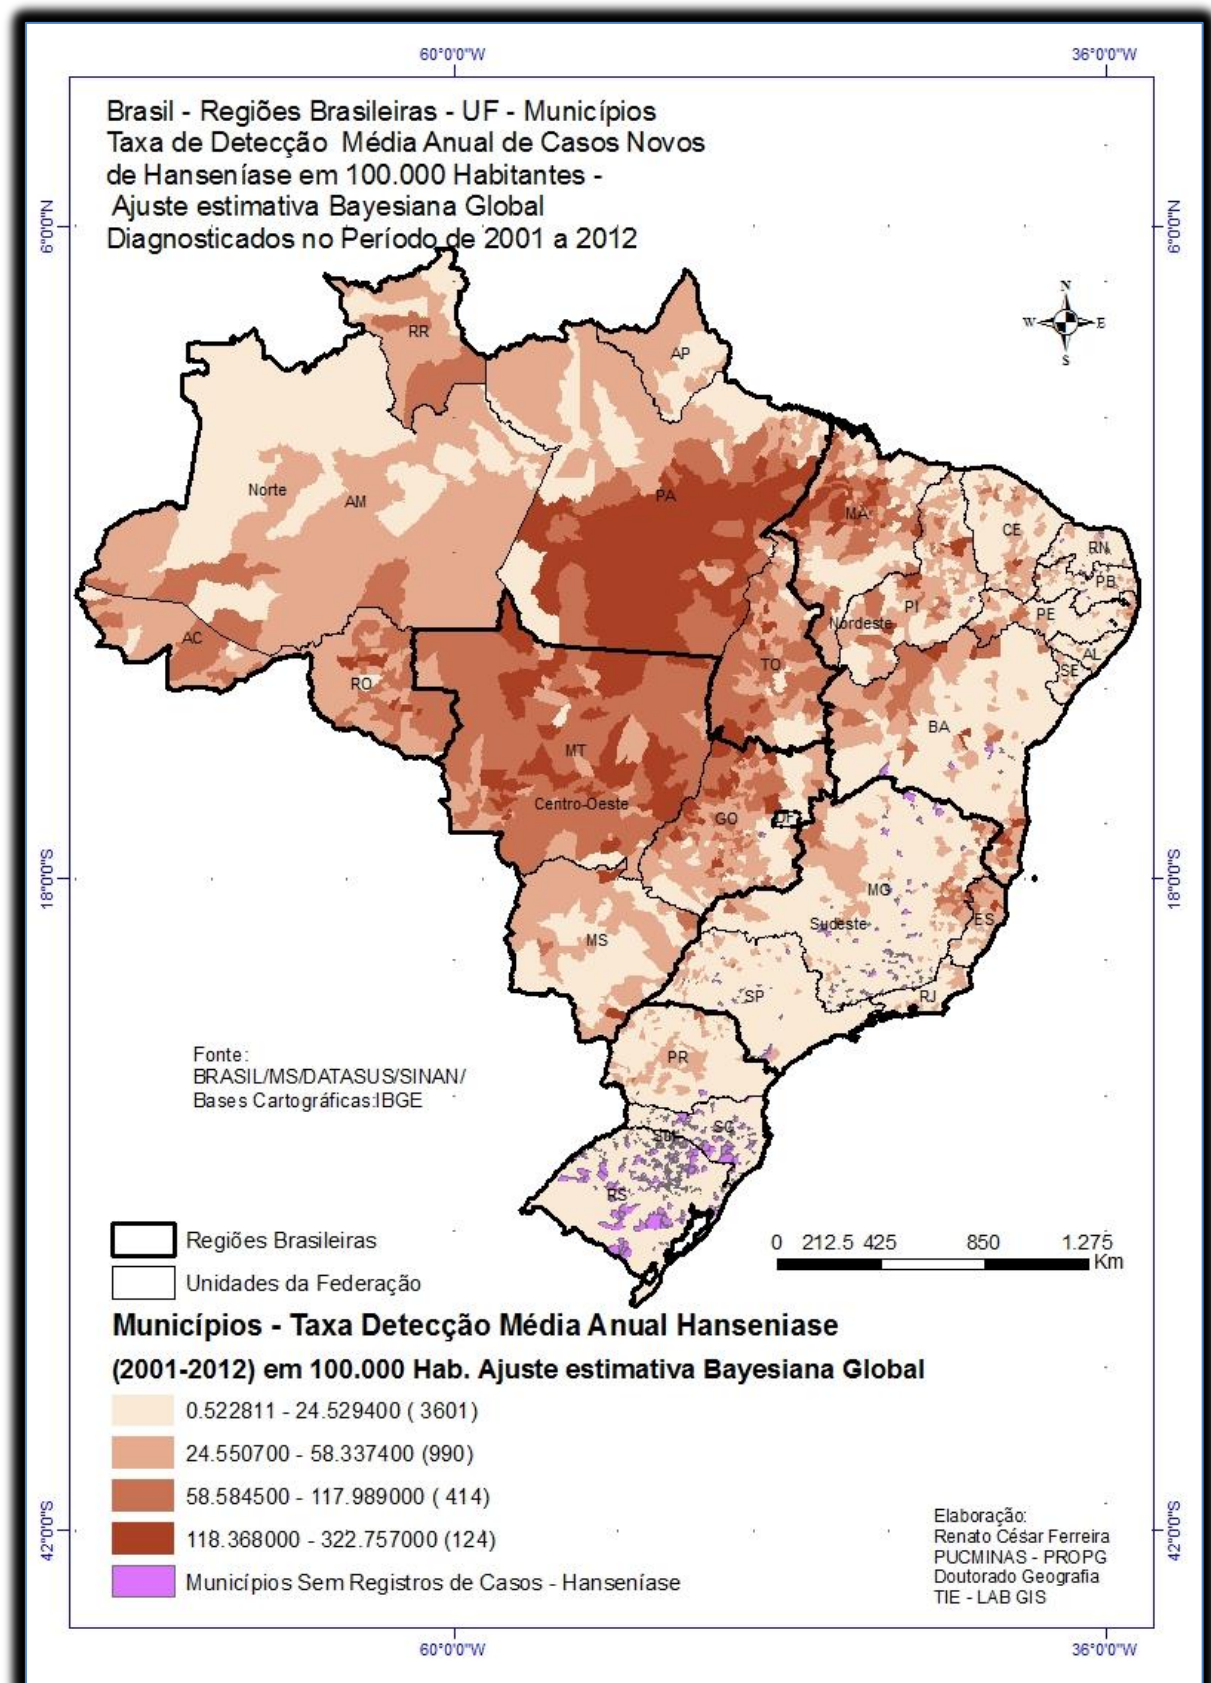 60°0'0"W
36°0'0"W
Brasil - Regiões Brasileiras - UF - Municípios
Taxa de Detecção Média Anual de Casos Novos
de Hanseníase em 100.000 Habitantes -
Ajuste estimativa Bayesiana Global
Diagnosticados no Período de 2001 a 2012
6°0'0"N
6°0'0"N
N
W
E
S
RR
AP
Norte
AM
PA
MA
CE
RN
PB
PI
PE
Nordeste
AC
AL
SE
TO
RO
BA
MT
Centro-Oeste
GO
DF
18°0'0"S
18°0'0"S
MG
ES
Sudeste
MS
SP
RJ
PR
Fonte:
BRASIL/MS/DATASUS/SINAN/
Bases Cartográficas:IBGE
SC
Sul
RS
Regiões Brasileiras
0 212.5 425 850 1.275
Km
Unidades da Federação
Municípios - Taxa Detecção Média Anual Hanseniase
(2001-2012) em 100.000 Hab. Ajuste estimativa Bayesiana Global
0.522811 - 24.529400 ( 3601)
24.550700 - 58.337400 (990)
58.584500 - 117.989000 ( 414)
118.368000 - 322.757000 (124)
Municípios Sem Registros de Casos - Hanseníase
42°0'0"S
42°0'0"S
Elaboração:
Renato César Ferreira
PUCMINAS - PROPG
Doutorado Geografia
TIE - LAB GIS
60°0'0"W
36°0'0"W